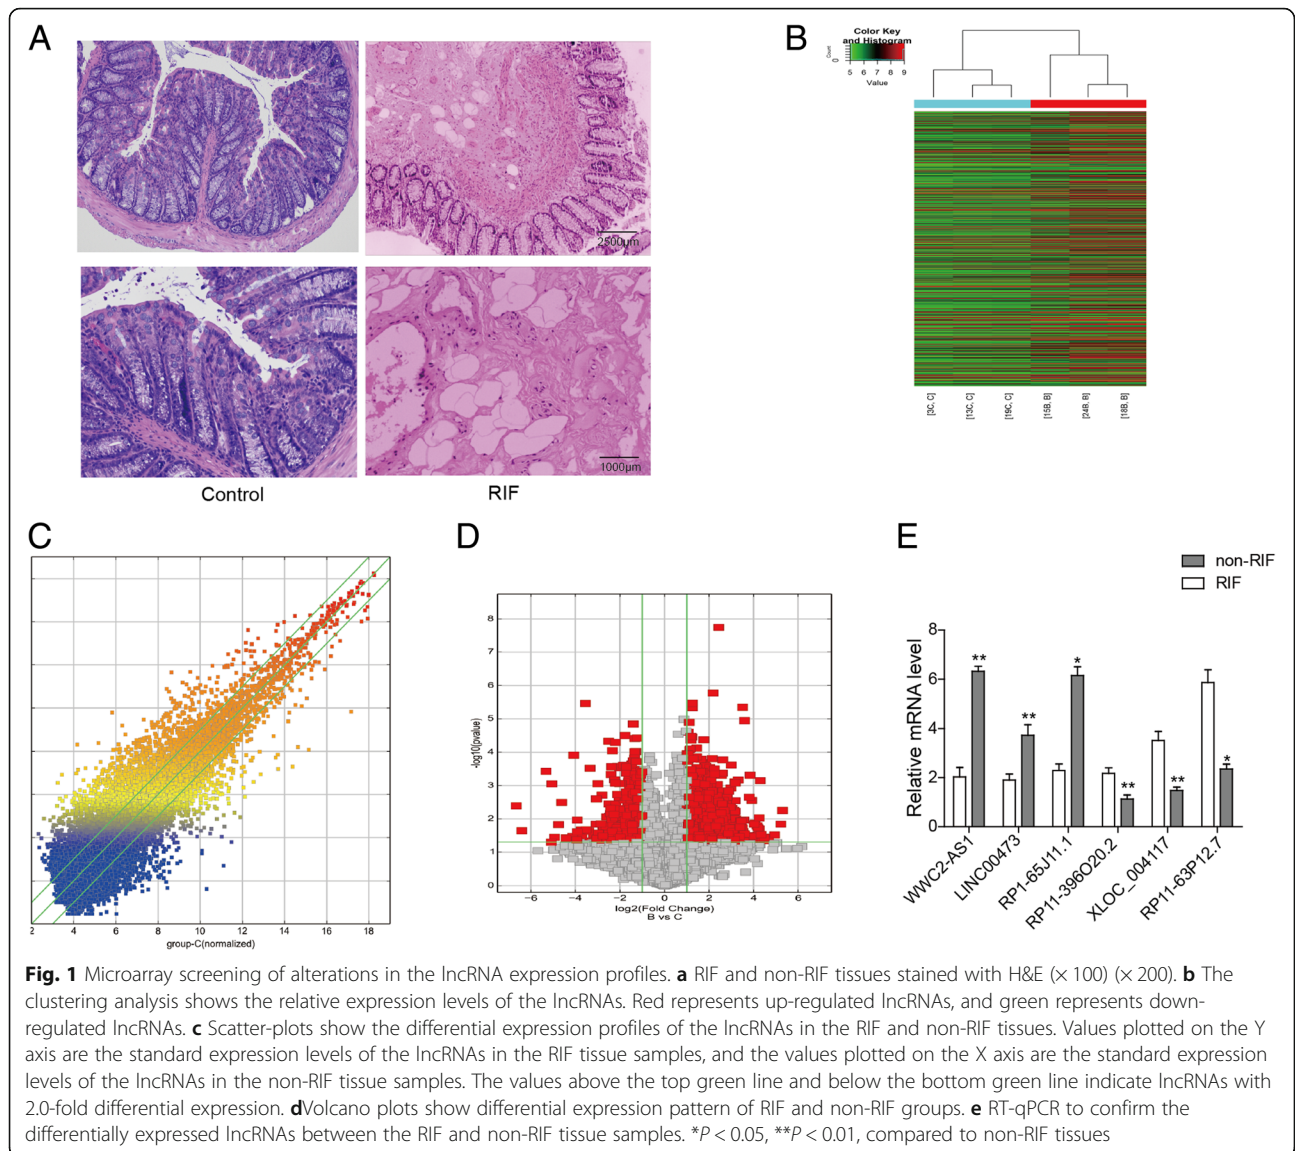 A
2500µm
1000µm
Control
RIF
B
Color Key
and Histogram
Count
0
5 6 7 8 9
Value
[3C, C]
[13C, C]
[19C, C]
[15B, B]
[24B, B]
[18B, B]
C
2 4 6 8 10 12 14 16 18
group-C(normalized)
D
-log10(pvalue)
8
7
6
5
4
3
2
1
0
−6 −4 −2 0 2 4 6
log2(Fold Change)
B vs C
E
non-RIF
RIF
Relative mRNA level
8
6
4
2
0
**
**
*
**
**
*
WWC2-AS1
LINC00473
RP1-65J11.1
RP11-396O20.2
XLOC_004117
RP11-63P12.7
Fig. 1 Microarray screening of alterations in the lncRNA expression profiles. a RIF and non-RIF tissues stained with H&E (× 100) (× 200). b The
clustering analysis shows the relative expression levels of the lncRNAs. Red represents up-regulated lncRNAs, and green represents down-
regulated lncRNAs. c Scatter-plots show the differential expression profiles of the lncRNAs in the RIF and non-RIF tissues. Values plotted on the Y
axis are the standard expression levels of the lncRNAs in the RIF tissue samples, and the values plotted on the X axis are the standard expression
levels of the lncRNAs in the non-RIF tissue samples. The values above the top green line and below the bottom green line indicate lncRNAs with
2.0-fold differential expression. dVolcano plots show differential expression pattern of RIF and non-RIF groups. e RT-qPCR to confirm the
differentially expressed lncRNAs between the RIF and non-RIF tissue samples. *P < 0.05, **P < 0.01, compared to non-RIF tissues